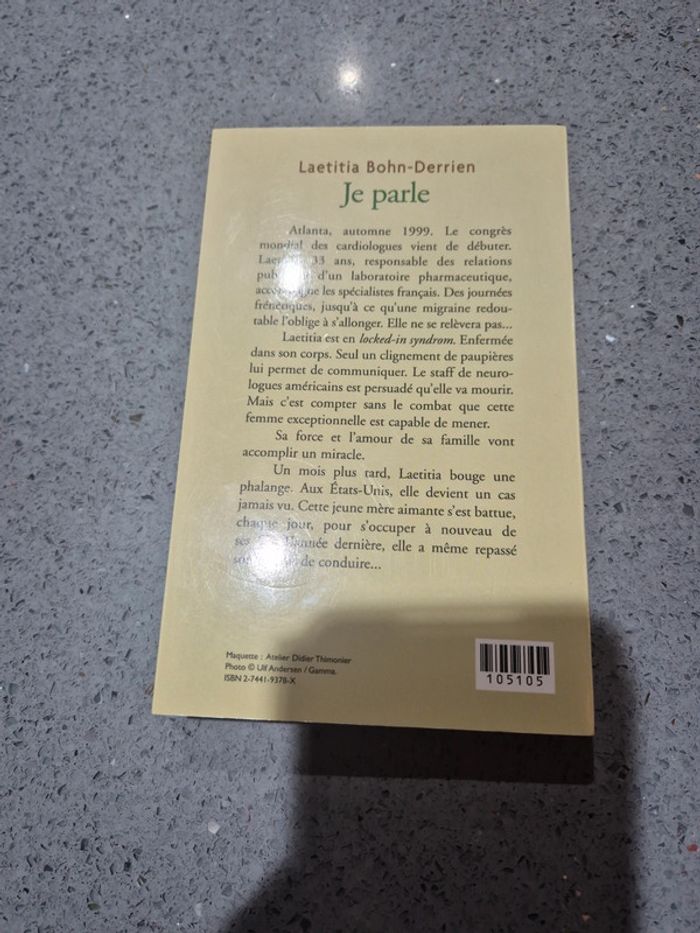 Laetitia Bohn-Derrien
Je parle
Atlanta, automne 1999. Le congrès
mondial des cardiologues vient de débuter.
33 ans, responsable des relations
d'un laboratoire pharmaceutique,
les spécialistes français. Des journées
frénétiques, jusqu'à ce qu'une migraine redou-
table l'oblige à s'allonger. Elle ne se relèvera pas...
Laetitia est en locked-in syndrom. Enfermée
dans son corps. Seul un clignement de paupières
lui permet de communiquer. Le staff de neuro-
logues américains est persuadé qu'elle va mourir.
Mais c'est compter sans le combat que cette
femme exceptionnelle est capable de mener.
Sa force et l'amour de sa famille vont
accomplir un miracle.
Un mois plus tard, Laetitia bouge une
phalange. Aux États-Unis, elle devient un cas
jamais vu. Cette jeune mère aimante s'est battue,
chaque jour, pour s'occuper à nouveau de
ses dernière, elle a même repassé
de conduire...
Maquette : Atelier Didier Thimonier
Photo © Ulf Andersen / Gamma.
ISBN 2-7441-9378-X
105105